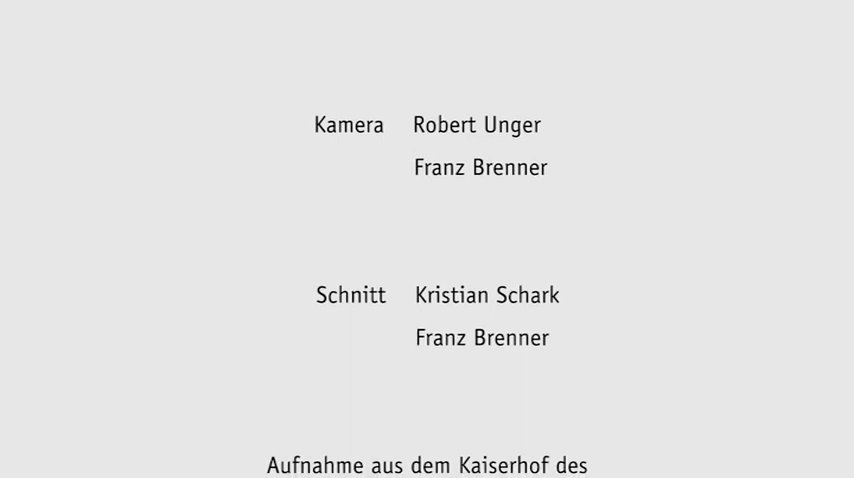 Kamera Robert Unger
Franz Brenner
Schnitt Kristian Schark
Franz Brenner
Aufnahme aus dem Kaiserhof des